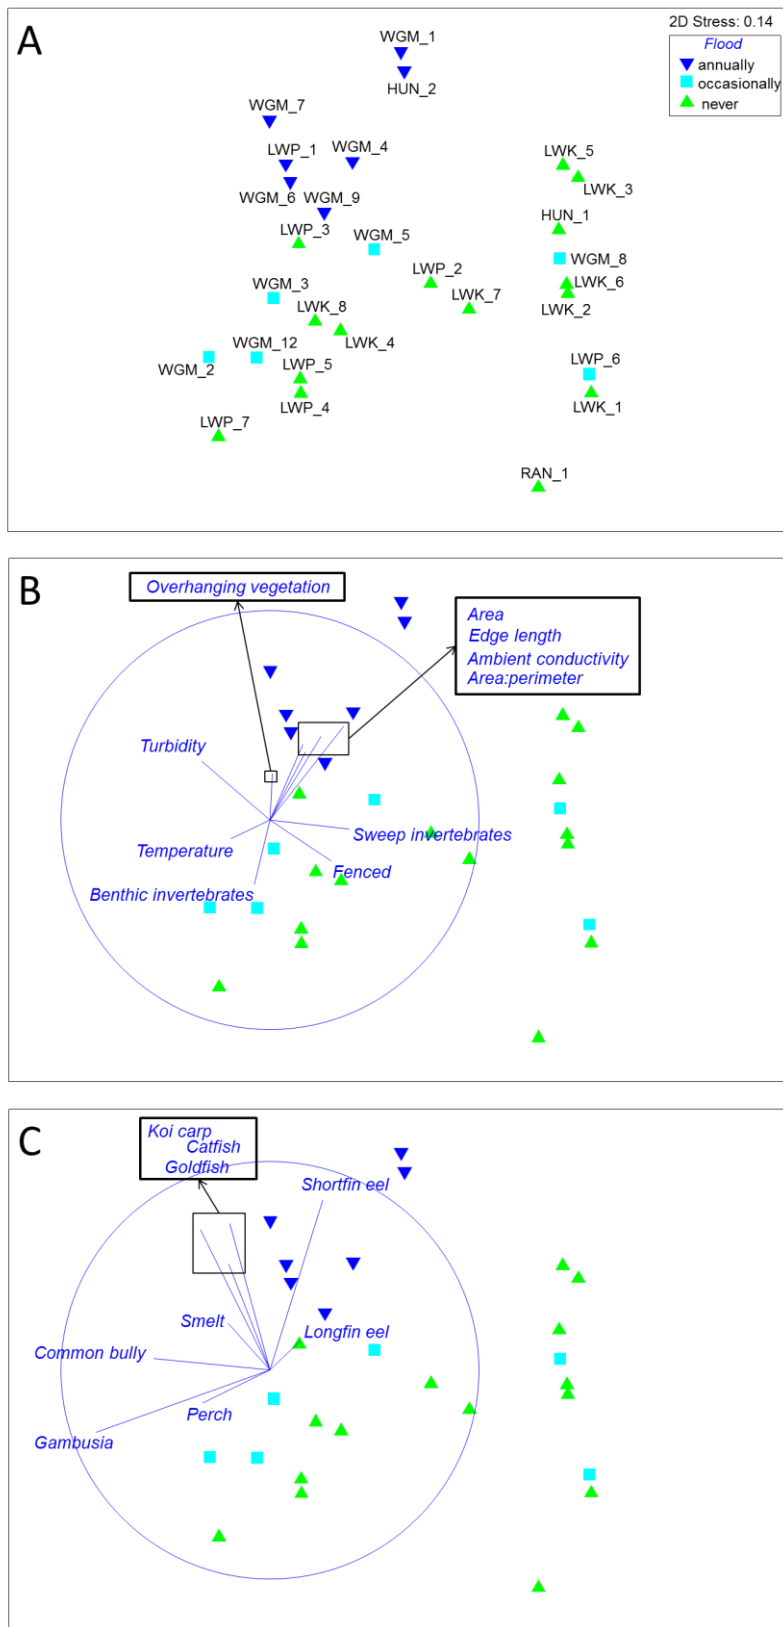 A
2D Stress: 0.14
Flood
annually
occasionally
never
WGM_1
HUN_2
WGM_7
LWP_1
WGM_4
WGM_6
WGM_9
LWP_3
WGM_5
LWK_5
LWK_3
HUN_1
WGM_8
LWP_2
LWK_6
WGM_3
LWK_7
LWK_8
LWK_2
LWK_4
WGM_12
WGM_2
LWP_5
LWP_6
LWP_4
LWK_1
LWP_7
RAN_1
B
Overhanging vegetation
Area
Edge length
Ambient conductivity
Area:perimeter
Turbidity
Sweep invertebrates
Temperature
Fenced
Benthic invertebrates
C
Koi carp
Catfish
Goldfish
Shortfin eel
Smelt
Longfin eel
Common bully
Perch
Gambusia